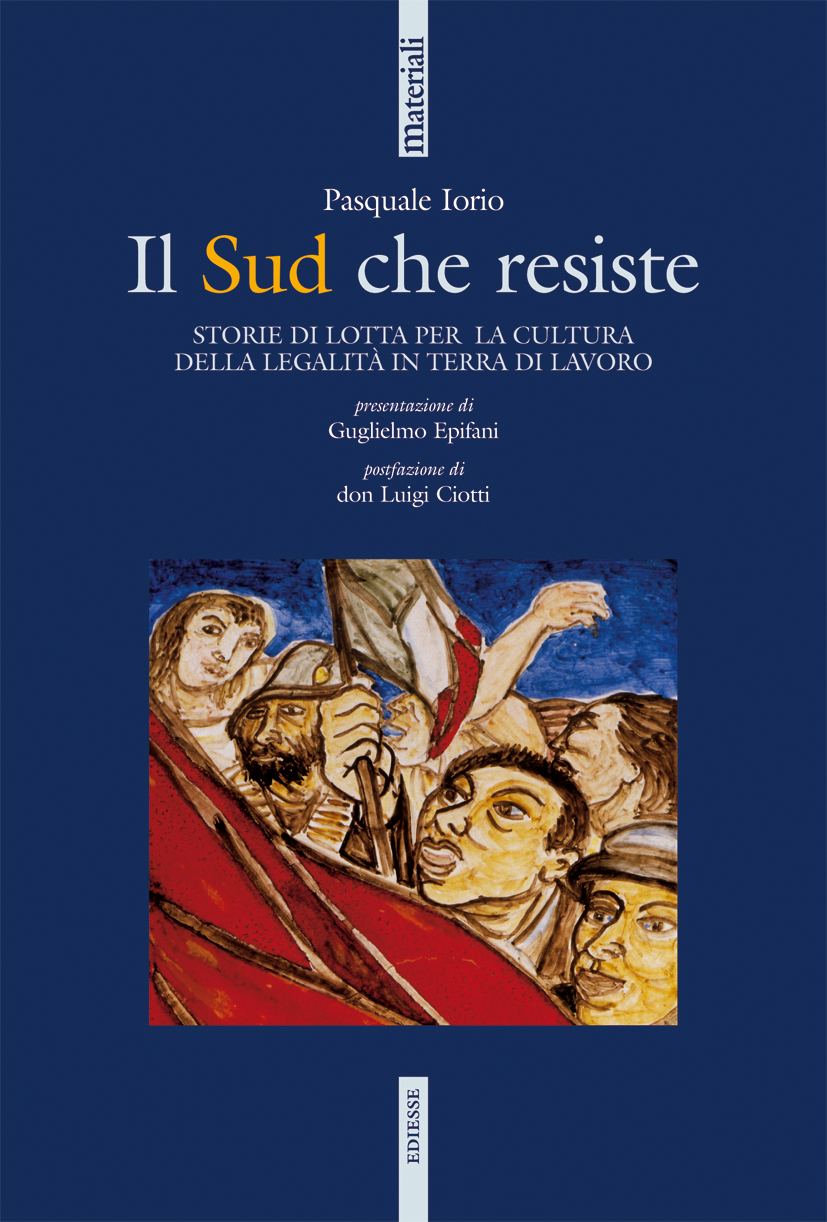 materiali
Pasquale Iorio
Il Sud che resiste
STORIE DI LOTTA PER LA CULTURA
DELLA LEGALITÀ IN TERRA DI LAVORO
presentazione di
Guglielmo Epifani
postfazione di
don Luigi Ciotti
EDIESSE